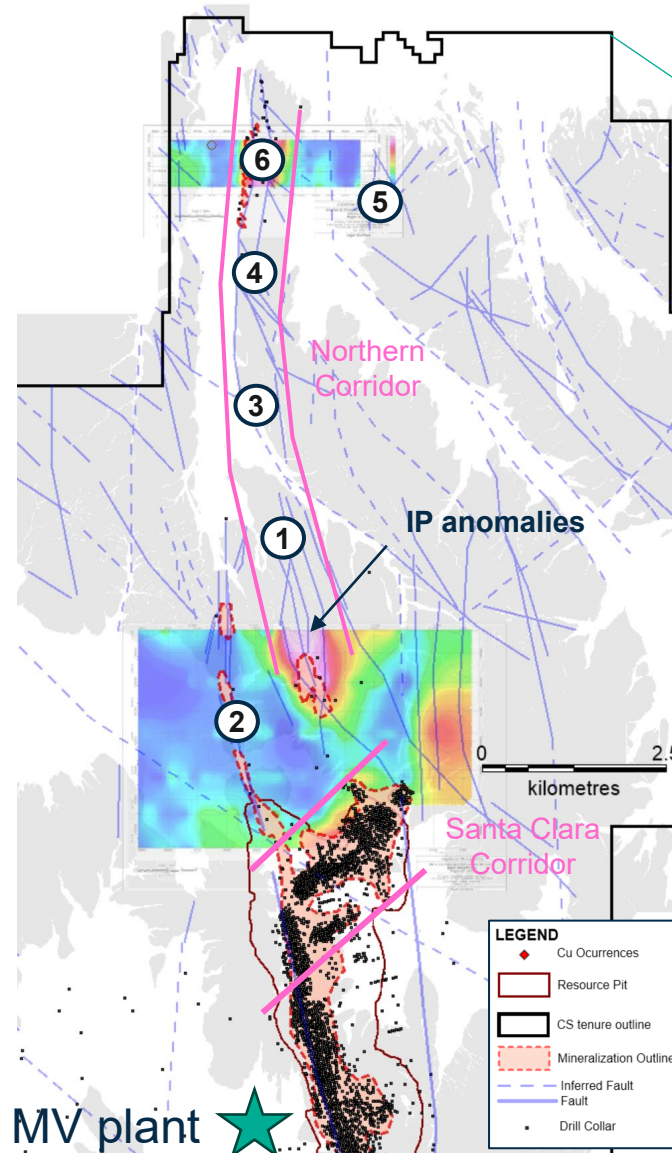 6
5
4
Northern
Corridor
3
1
IP anomalies
2
0
2.5
kilometres
Santa Clara
Corridor
LEGEND
Cu Ocurrences
Resource Pit
CS tenure outline
Mineralization Outline
Inferred Fault
Fault
Drill Collar
MV plant